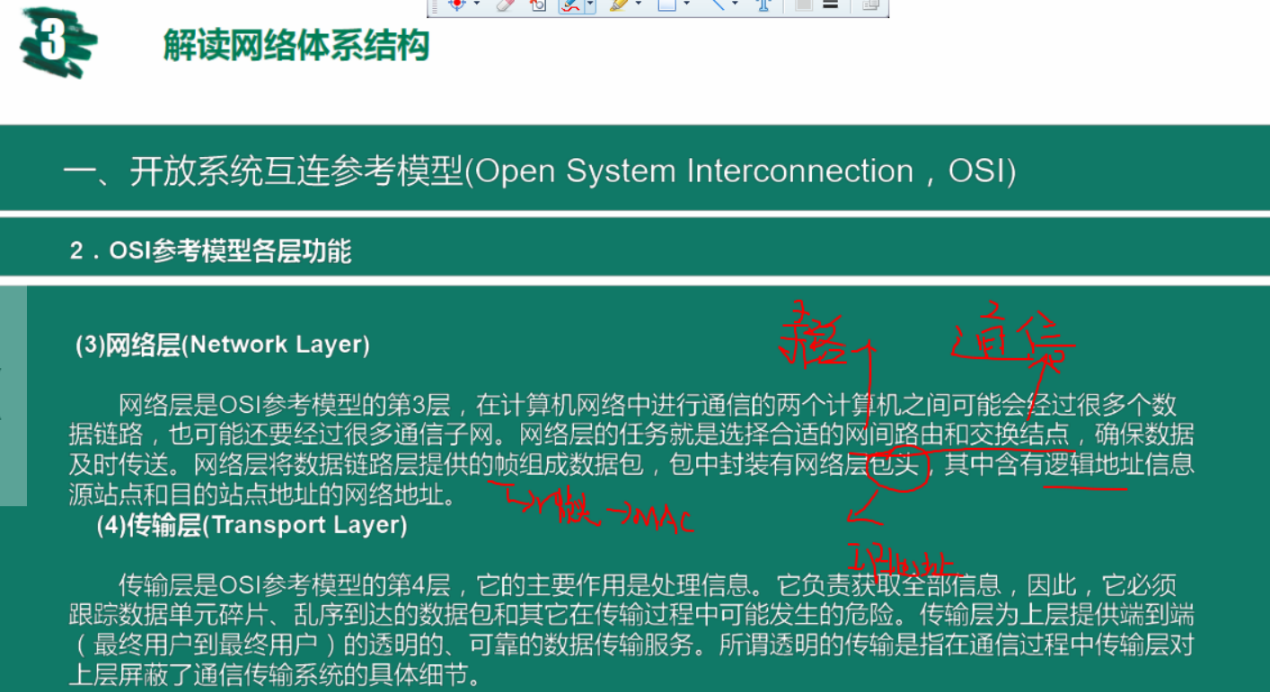 3
解读网络体系结构
一、开放系统互连参考模型(Open System Interconnection，OSI)
2．OSI参考模型各层功能
3 2
路 通信
(3)网络层(Network Layer)
网络层是OSI参考模型的第3层，在计算机网络中进行通信的两个计算机之间可能会经过很多个数
据链路，也可能还要经过很多通信子网。网络层的任务就是选择合适的网间路由和交换结点，确保数据
及时传送。网络层将数据链路层提供的帧组成数据包，包中封装有网络层包头，其中含有逻辑地址信息
源站点和目的站点地址的网络地址。
MAC
(4)传输层(Transport Layer)
IP地址
传输层是OSI参考模型的第4层，它的主要作用是处理信息。它负责获取全部信息，因此，它必须
跟踪数据单元碎片、乱序到达的数据包和其它在传输过程中可能发生的危险。传输层为上层提供端到端
（最终用户到最终用户）的透明的、可靠的数据传输服务。所谓透明的传输是指在通信过程中传输层对
上层屏蔽了通信传输系统的具体细节。